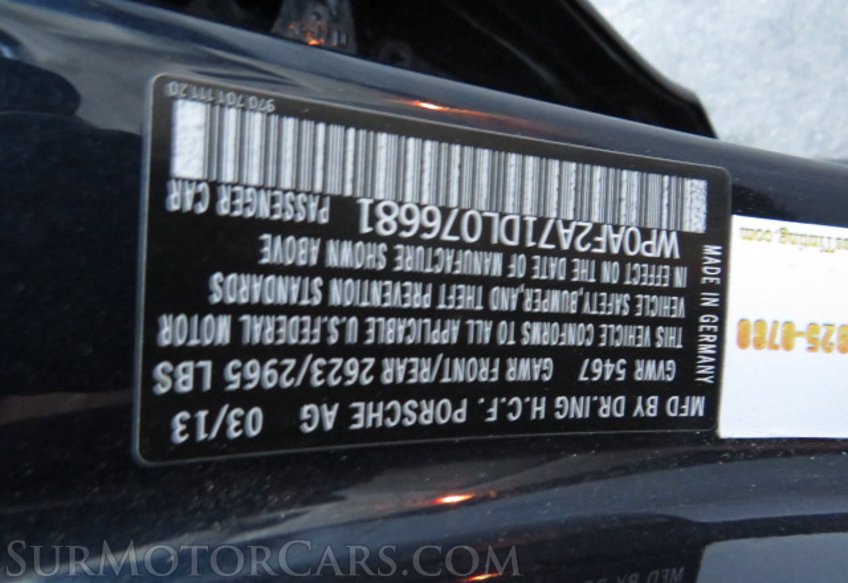 MFD BY DR.ING H.C.F. PORSCHE AG 03/13
GVWR 5467 GAWR FRONT/REAR 2623/2965 LBS
THIS VEHICLE CONFORMS TO ALL APPLICABLE U.S.FEDERAL MOTOR
VEHICLE SAFETY,BUMPER,AND THEFT PREVENTION STANDARDS
IN EFFECT ON THE DATE OF MANUFACTURE SHOWN ABOVE
WP0AF2A71DL076681 PASSENGER CAR
970 701 111 20
MADE IN GERMANY
SURMOTORCARS.COM